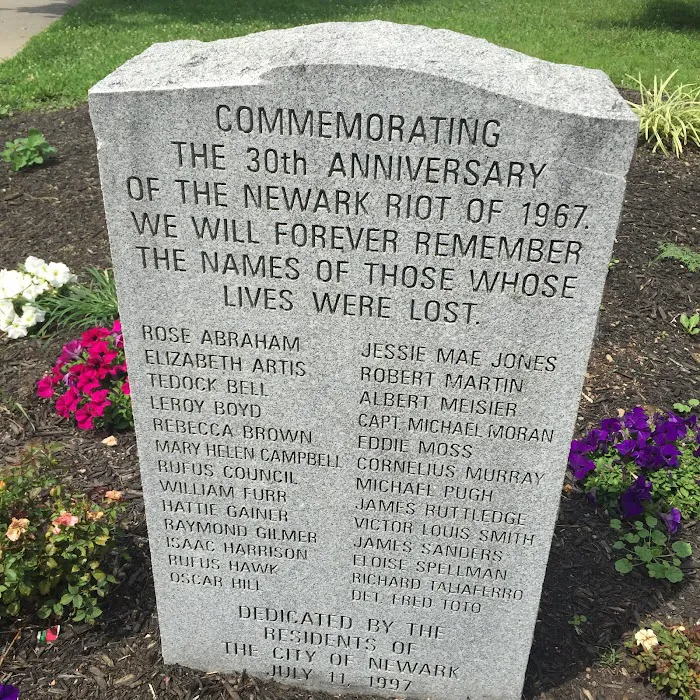 COMMEMORATING
THE 30th ANNIVERSARY
OF THE NEWARK RIOT OF 1967.
WE WILL FOREVER REMEMBER
THE NAMES OF THOSE WHOSE
LIVES WERE LOST.
ROSE ABRAHAM
ELIZABETH ARTIS
TEDOCK BELL
LEROY BOYD
REBECCA BROWN
MARY HELEN CAMPBELL
RUFUS COUNCIL
WILLIAM FURR
HATTIE GAINER
RAYMOND GILMER
ISAAC HARRISON
RUFUS HAWK
OSCAR HILL
JESSIE MAE JONES
ROBERT MARTIN
ALBERT MEISIER
CAPT. MICHAEL MORAN
EDDIE MOSS
CORNELIUS MURRAY
MICHAEL PUGH
JAMES RUTTLEDGE
VICTOR LOUIS SMITH
JAMES SANDERS
ELOISE SPELLMAN
RICHARD TALIAFERRO
DET. FRED TOTO
DEDICATED BY THE
RESIDENTS OF
THE CITY OF NEWARK
JULY 11, 1997